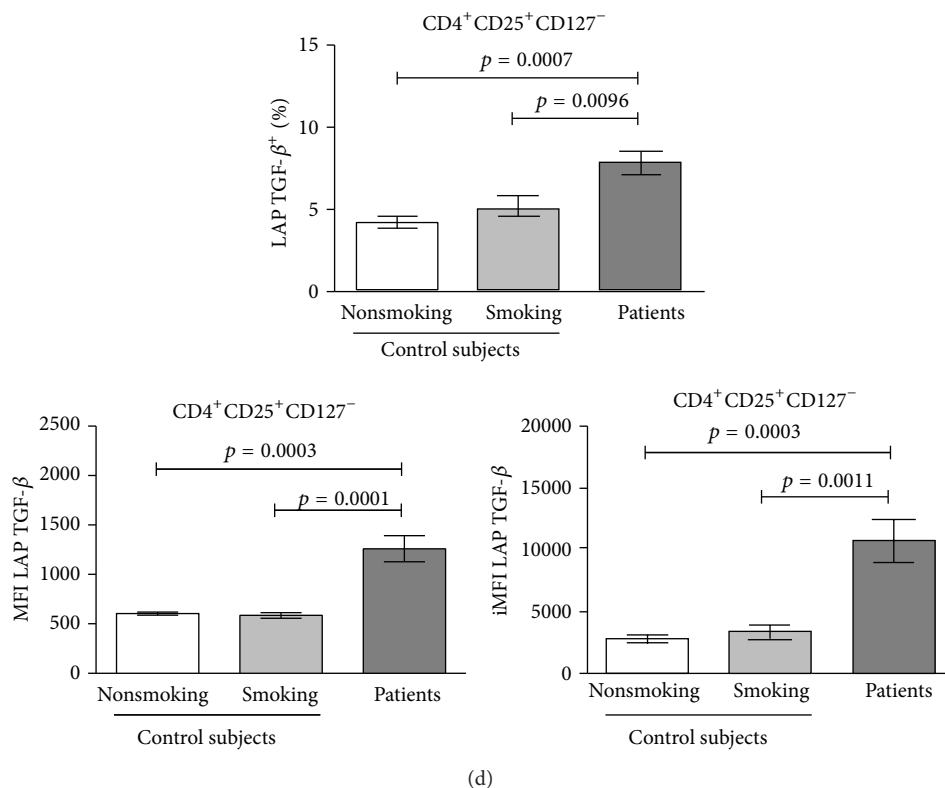 CD4⁺CD25⁺CD127⁻
15
p = 0.0007
p = 0.0096
10
5
0
LAP TGF-β⁺ (%)
Nonsmoking Smoking Patients
Control subjects
CD4⁺CD25⁺CD127⁻
2500
p = 0.0003
2000
p = 0.0001
1500
1000
500
0
MFI LAP TGF-β
Nonsmoking Smoking Patients
Control subjects
CD4⁺CD25⁺CD127⁻
20000
p = 0.0003
15000
p = 0.0011
10000
5000
0
iMFI LAP TGF-β
Nonsmoking Smoking Patients
Control subjects
(d)